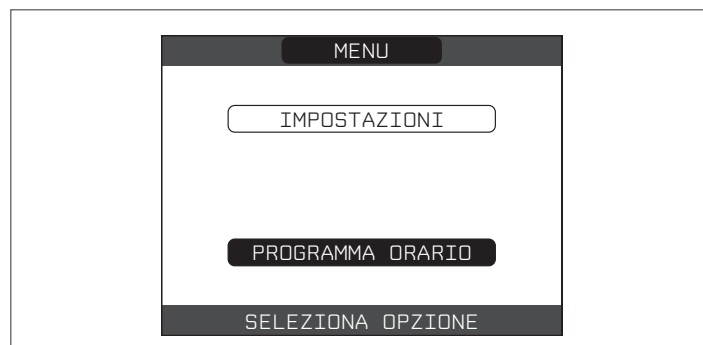 MENU
IMPOSTAZIONI
PROGRAMMA ORARIO
SELEZIONA OPZIONE